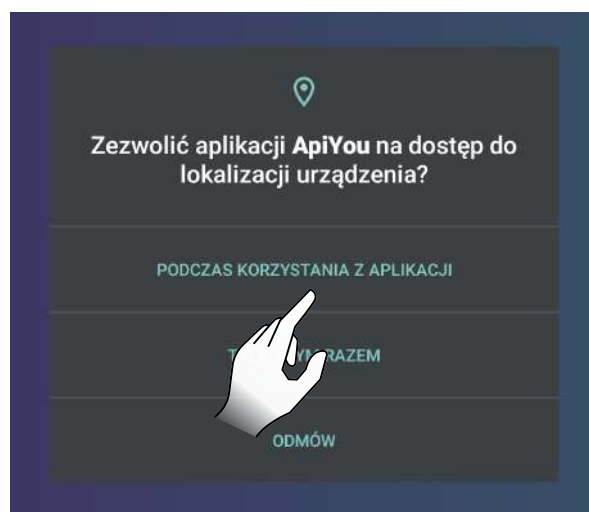 Zezwolić aplikacji ApiYou na dostęp do
lokalizacji urządzenia?
PODCZAS KORZYSTANIA Z APLIKACJI
RAZEM
ODMÓW